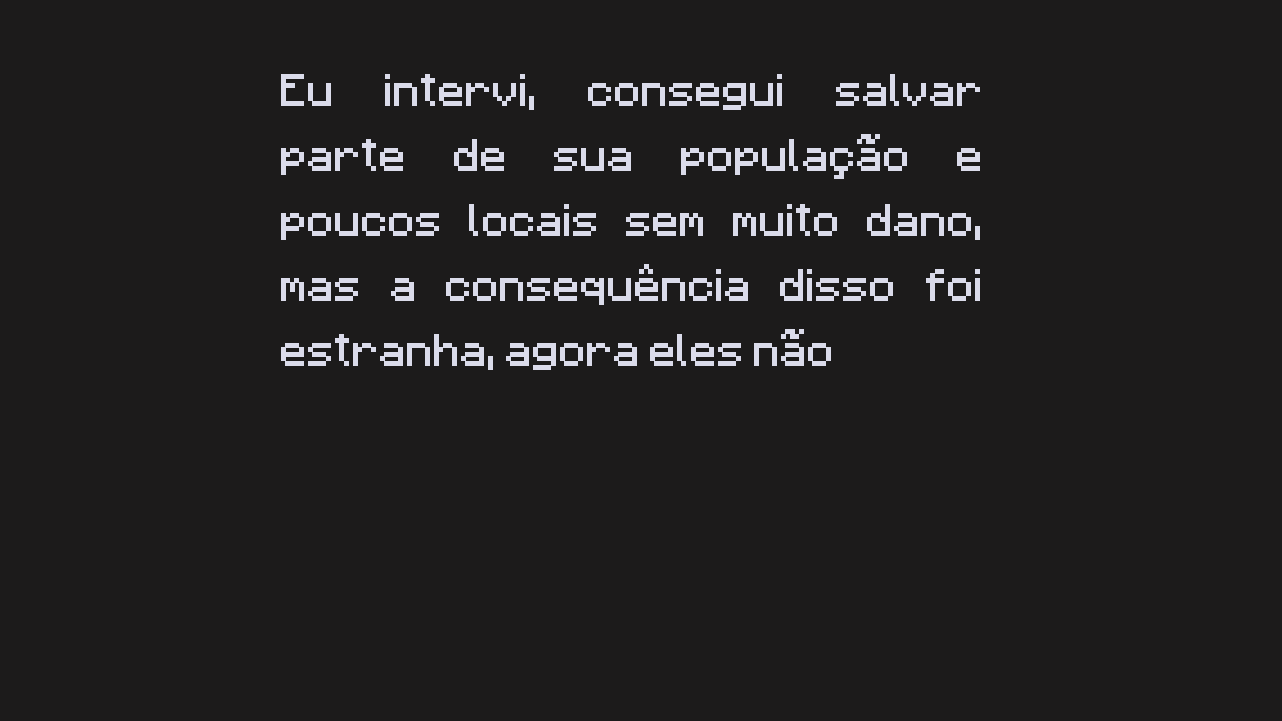 Eu intervi, consegui salvar
parte de sua população e
poucos locais sem muito dano,
mas a consequência disso foi
estranha, agora eles não